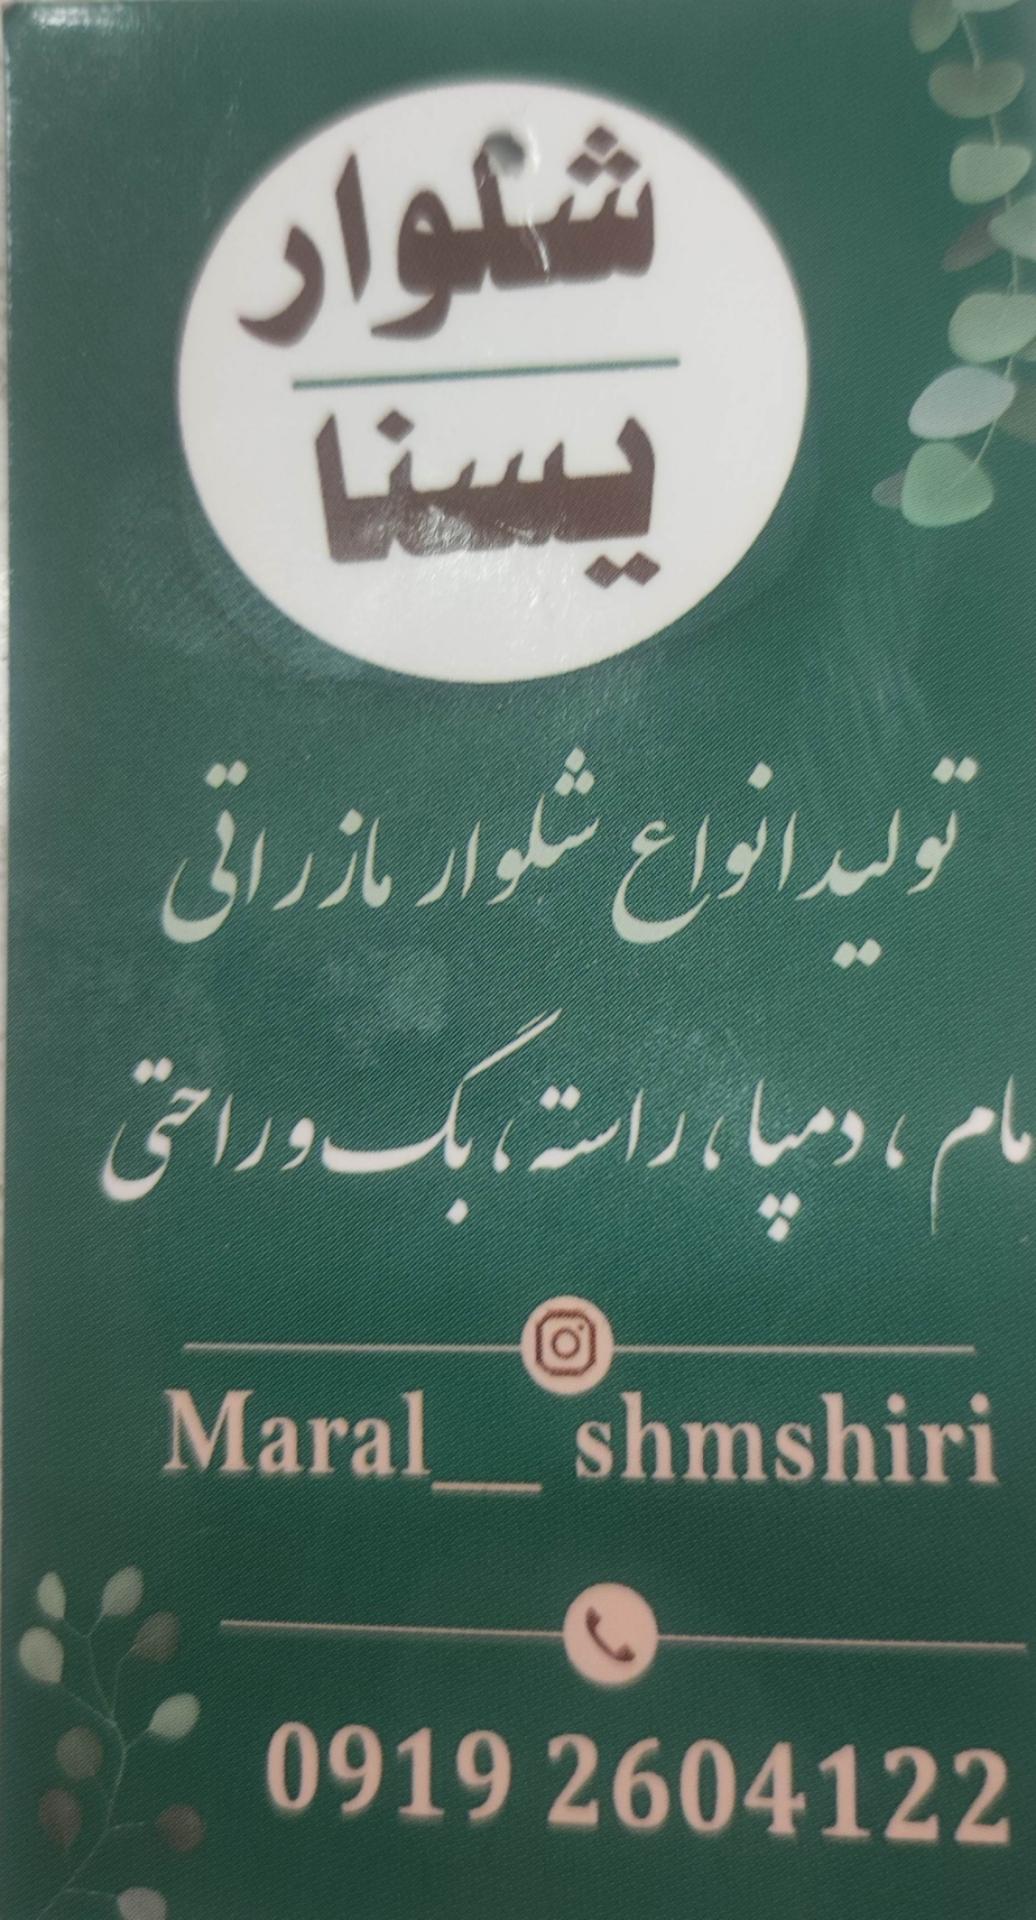 شلوار
یسنا
تولید انواع شلوار مازراتی
مام ، دمپا ، راسته ، بگ و راحتی
Maral__ shmshiri
0919 2604122